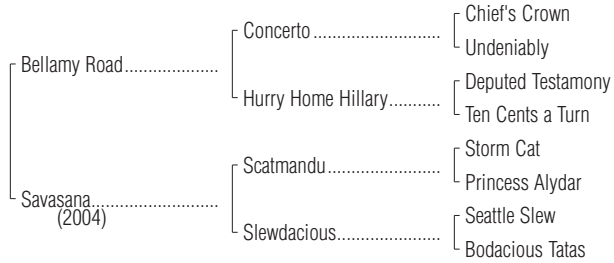 Chief's Crown
Concerto
Undeniably
Bellamy Road
Deputed Testamony
Hurry Home Hillary
Ten Cents a Turn
Storm Cat
Scatmandu
Princess Alydar
Savasana
(2004)
Seattle Slew
Slewdacious
Bodacious Tatas